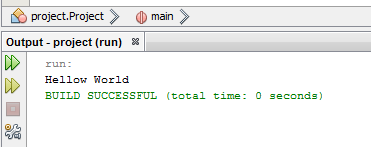 project.Project
main
Output - project (run)
run:
Hellow World
BUILD SUCCESSFUL (total time: 0 seconds)